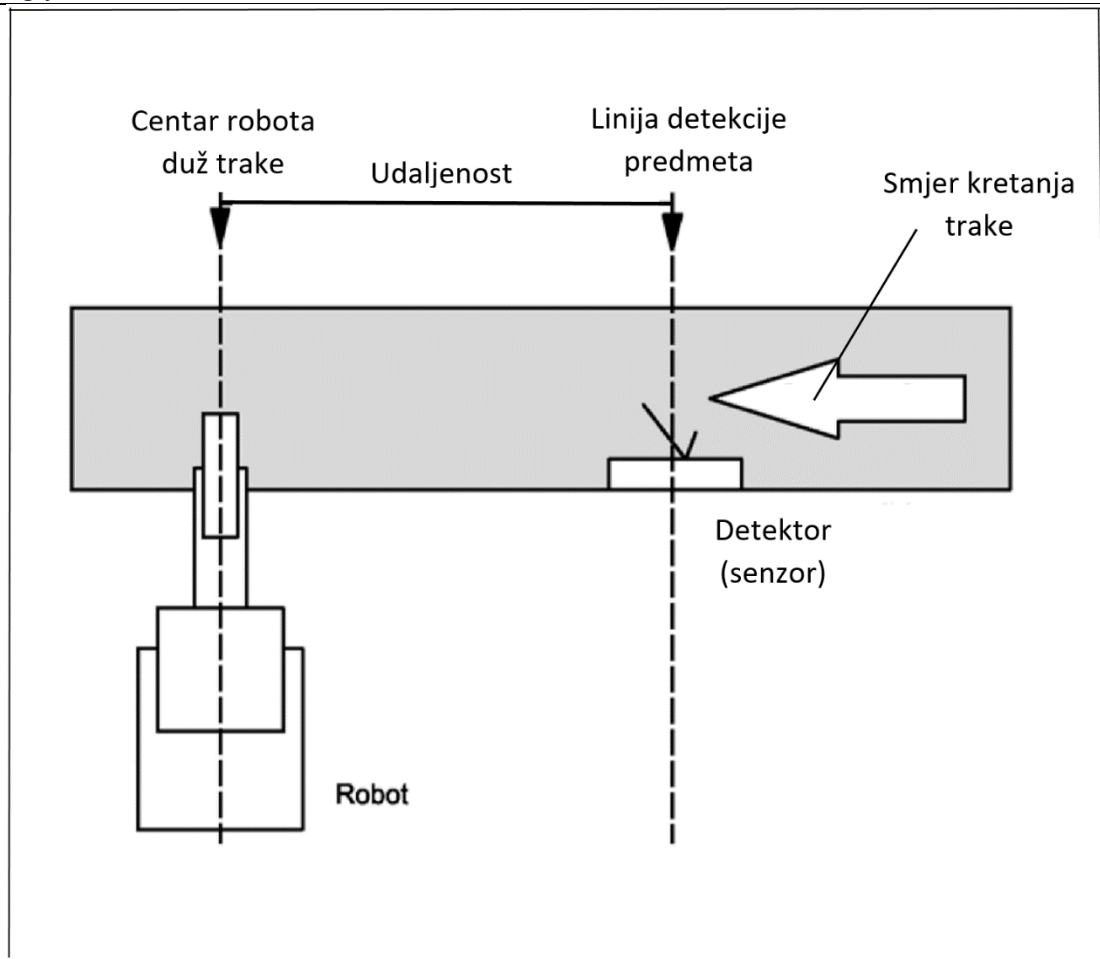 Centar robota
duž trake
Udaljenost
Linija detekcije
predmeta
Smjer kretanja
trake
Detektor
(senzor)
Robot